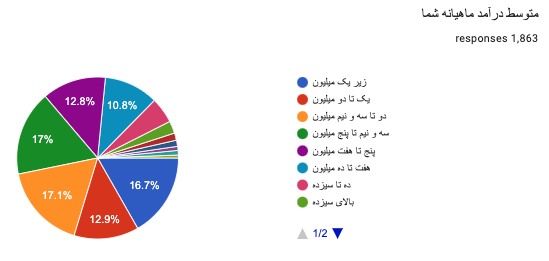 متوسط درآمد ماهیانه شما
1,863 responses
زیر یک میلیون
یک تا دو میلیون
دو تا سه و نیم میلیون
سه و نیم تا پنج میلیون
پنج تا هفت میلیون
هفت تا ده میلیون
ده تا سیزده
بالای سیزده
1/2
12.8%
10.8%
17%
16.7%
17.1%
12.9%